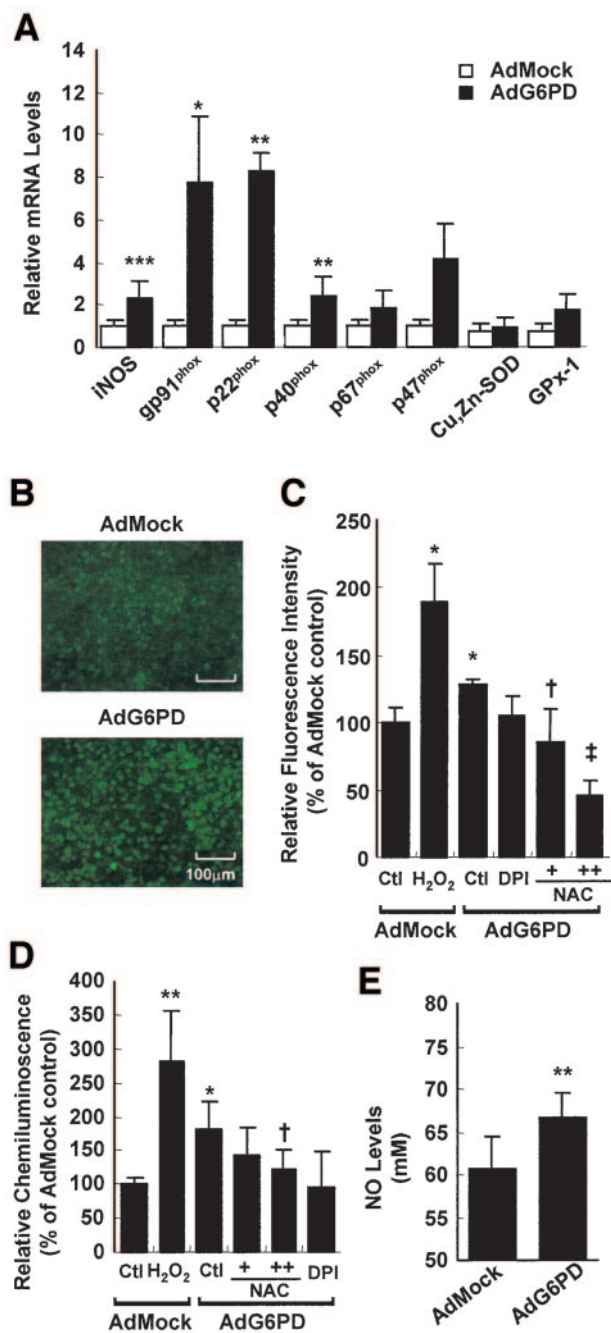 A
Relative mRNA Levels
14
12
10
8
6
4
2
0
AdMock
AdG6PD
*
**
***
**
iNOS
gp91phox
p22phox
p40phox
p67phox
p47phox
Cu,Zn-SOD
GPx-1
B
AdMock
AdG6PD
100μm
C
Relative Fluorescence Intensity
(% of AdMock control)
250
200
150
100
50
0
*
*
†
‡
Ctl H2O2 Ctl DPI + ++
NAC
AdMock AdG6PD
D
Relative Chemiluminoscence
(% of AdMock control)
400
350
300
250
200
150
100
50
0
**
*
†
Ctl H2O2 Ctl + ++ DPI
NAC
AdMock AdG6PD
E
NO Levels
(mM)
80
75
70
65
60
55
50
**
AdMock
AdG6PD